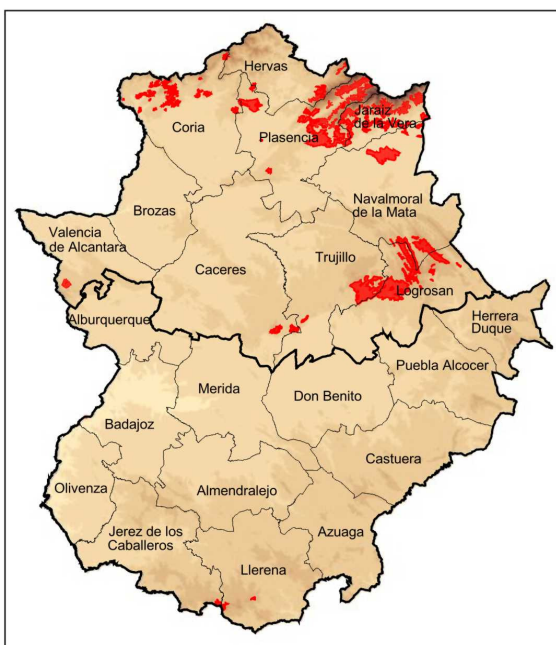 Hervas
Jaraiz
de la Vera
Coria
Plasencia
Navalmoral
de la Mata
Brozas
Valencia
de Alcantara
Trujillo
Caceres
Logrosan
Alburquerque
Herrera
Duque
Puebla Alcocer
Merida
Don Benito
Badajoz
Castuera
Olivenza
Almendralejo
Jerez de los
Caballeros
Azuaga
Llerena